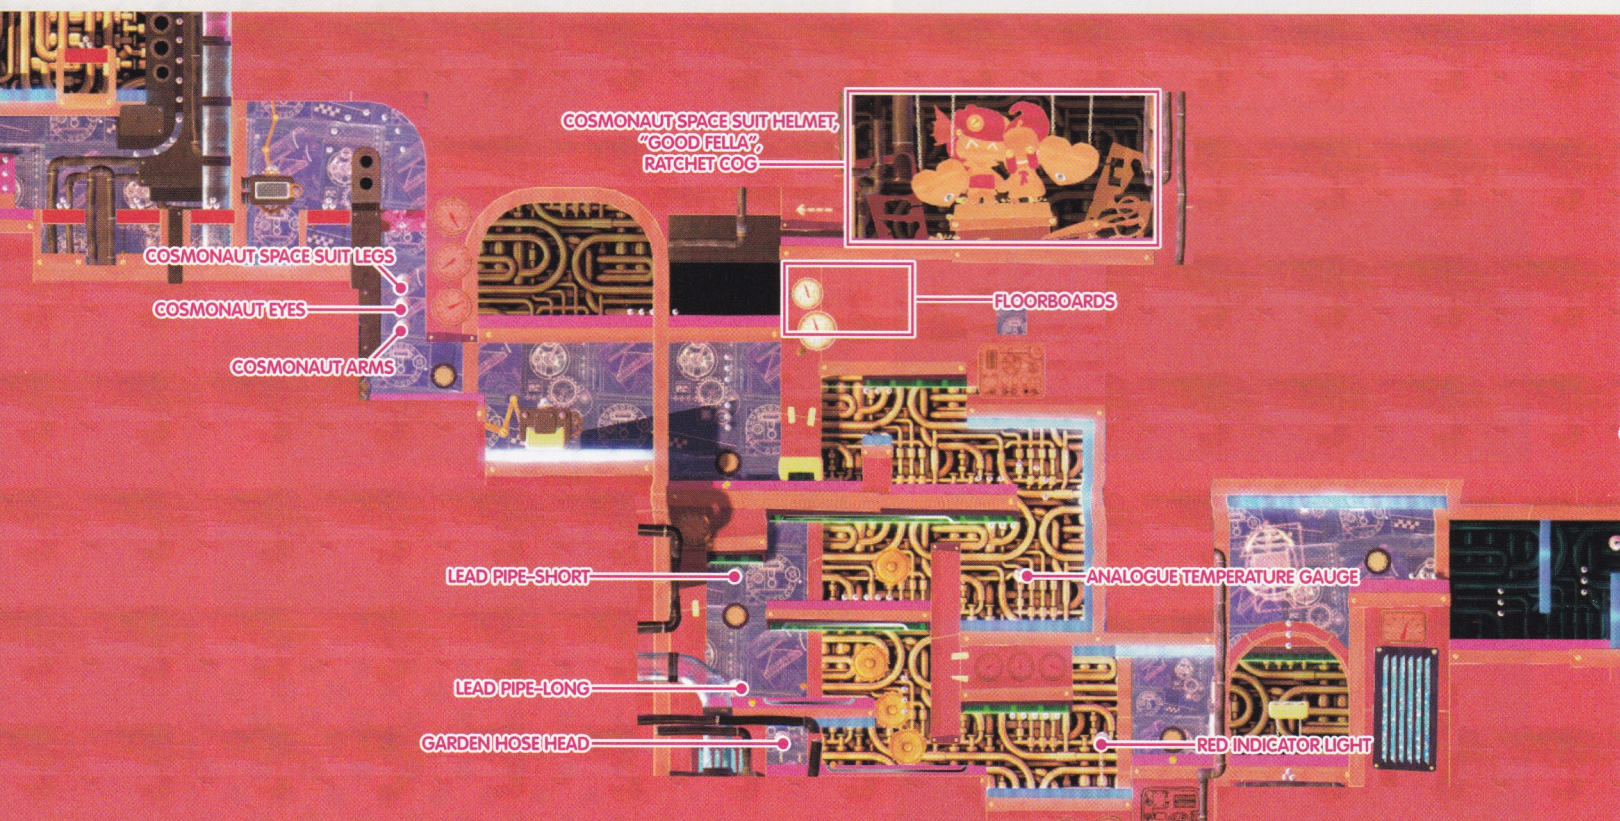 COSMONAUT SPACE SUIT HELMET,
"GOOD FELLA",
RATCHET COG
COSMONAUT SPACE SUIT LEGS
COSMONAUT EYES
COSMONAUT ARMS
FLOORBOARDS
LEAD PIPE-SHORT
ANALOGUE TEMPERATURE GAUGE
LEAD PIPE-LONG
GARDEN HOSE HEAD
RED INDICATOR LIGHT